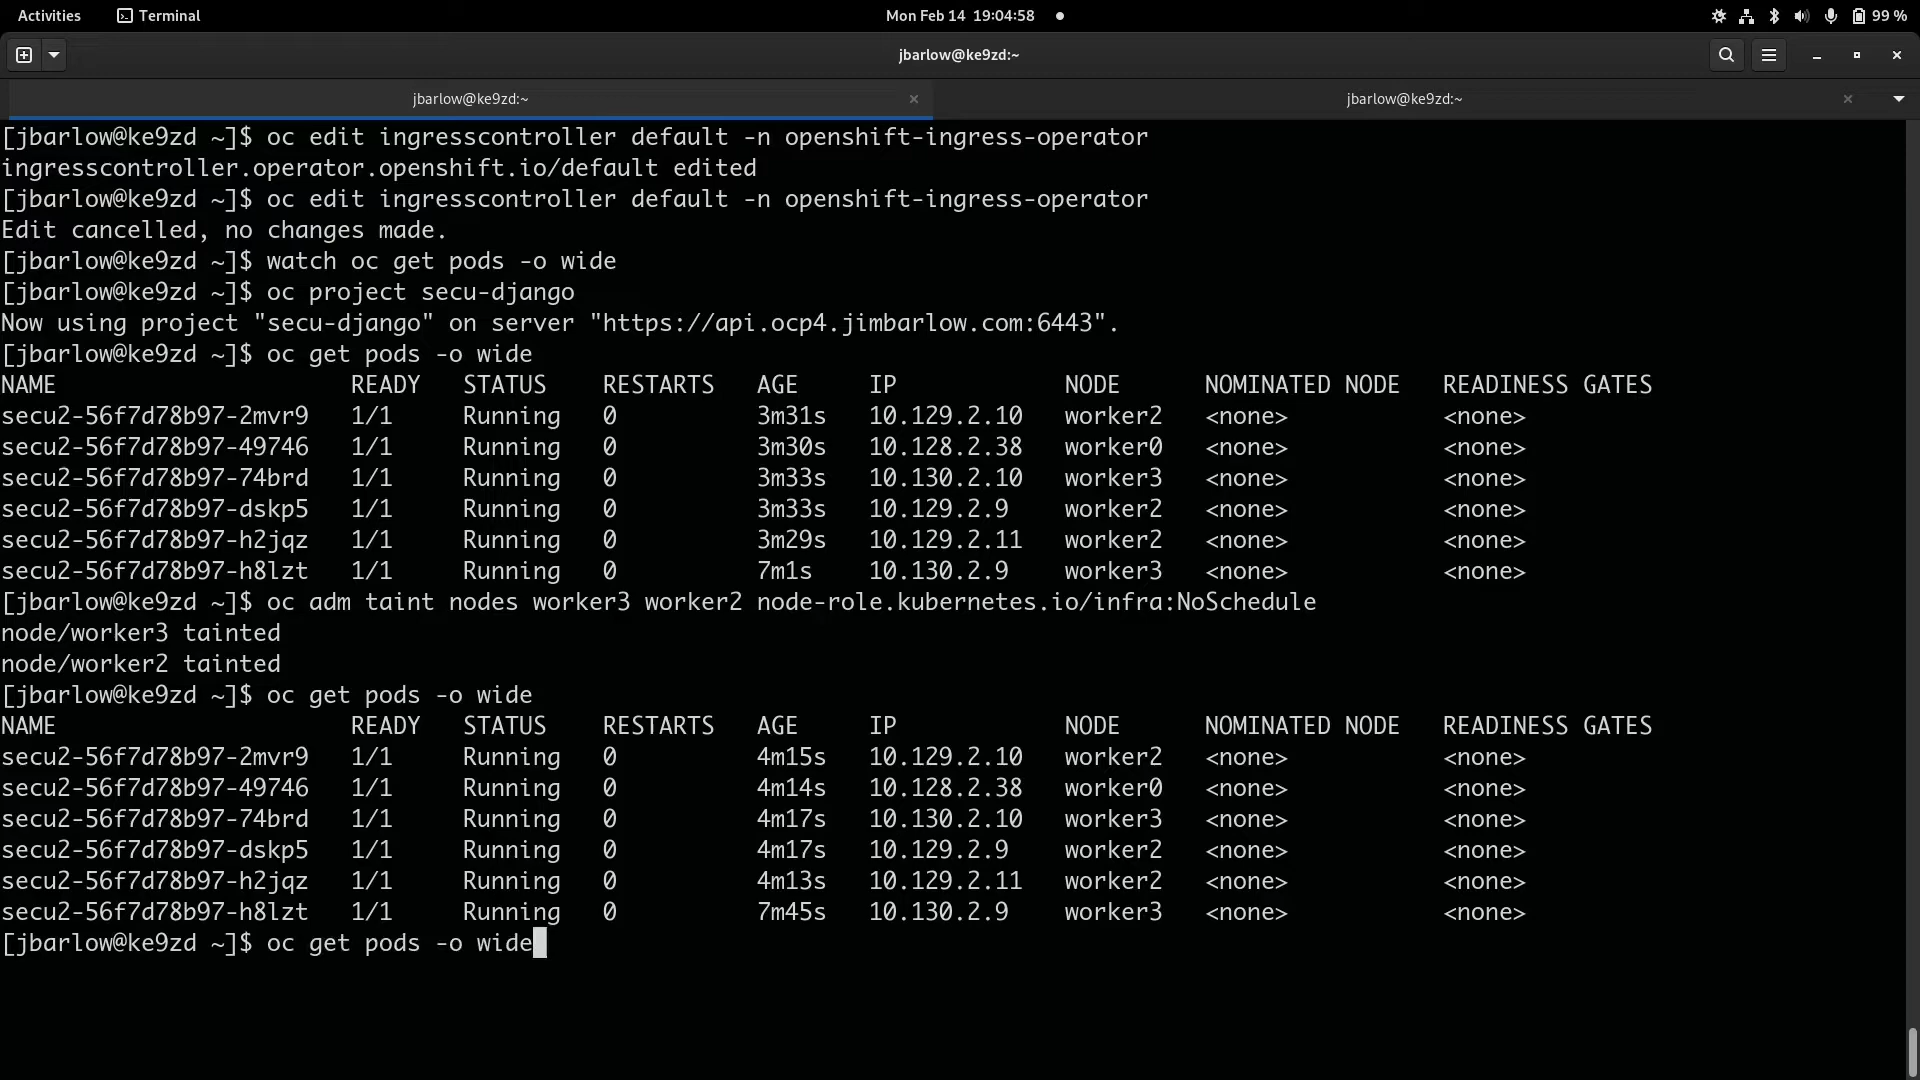 Activities Terminal Mon Feb 14 19:04:58 99 %
jbarlow@ke9zd:~
jbarlow@ke9zd:~ jbarlow@ke9zd:~
[jbarlow@ke9zd ~]$ oc edit ingresscontroller default -n openshift-ingress-operator
ingresscontroller.operator.openshift.io/default edited
[jbarlow@ke9zd ~]$ oc edit ingresscontroller default -n openshift-ingress-operator
Edit cancelled, no changes made.
[jbarlow@ke9zd ~]$ watch oc get pods -o wide
[jbarlow@ke9zd ~]$ oc project secu-django
Now using project "secu-django" on server "https://api.ocp4.jimbarlow.com:6443".
[jbarlow@ke9zd ~]$ oc get pods -o wide
NAME READY STATUS RESTARTS AGE IP NODE NOMINATED NODE READINESS GATES
secu2-56f7d78b97-2mvr9 1/1 Running 0 3m31s 10.129.2.10 worker2 <none> <none>
secu2-56f7d78b97-49746 1/1 Running 0 3m30s 10.128.2.38 worker0 <none> <none>
secu2-56f7d78b97-74brd 1/1 Running 0 3m33s 10.130.2.10 worker3 <none> <none>
secu2-56f7d78b97-dskp5 1/1 Running 0 3m33s 10.129.2.9 worker2 <none> <none>
secu2-56f7d78b97-h2jqz 1/1 Running 0 3m29s 10.129.2.11 worker2 <none> <none>
secu2-56f7d78b97-h8lzt 1/1 Running 0 7m1s 10.130.2.9 worker3 <none> <none>
[jbarlow@ke9zd ~]$ oc adm taint nodes worker3 worker2 node-role.kubernetes.io/infra:NoSchedule
node/worker3 tainted
node/worker2 tainted
[jbarlow@ke9zd ~]$ oc get pods -o wide
NAME READY STATUS RESTARTS AGE IP NODE NOMINATED NODE READINESS GATES
secu2-56f7d78b97-2mvr9 1/1 Running 0 4m15s 10.129.2.10 worker2 <none> <none>
secu2-56f7d78b97-49746 1/1 Running 0 4m14s 10.128.2.38 worker0 <none> <none>
secu2-56f7d78b97-74brd 1/1 Running 0 4m17s 10.130.2.10 worker3 <none> <none>
secu2-56f7d78b97-dskp5 1/1 Running 0 4m17s 10.129.2.9 worker2 <none> <none>
secu2-56f7d78b97-h2jqz 1/1 Running 0 4m13s 10.129.2.11 worker2 <none> <none>
secu2-56f7d78b97-h8lzt 1/1 Running 0 7m45s 10.130.2.9 worker3 <none> <none>
[jbarlow@ke9zd ~]$ oc get pods -o wide